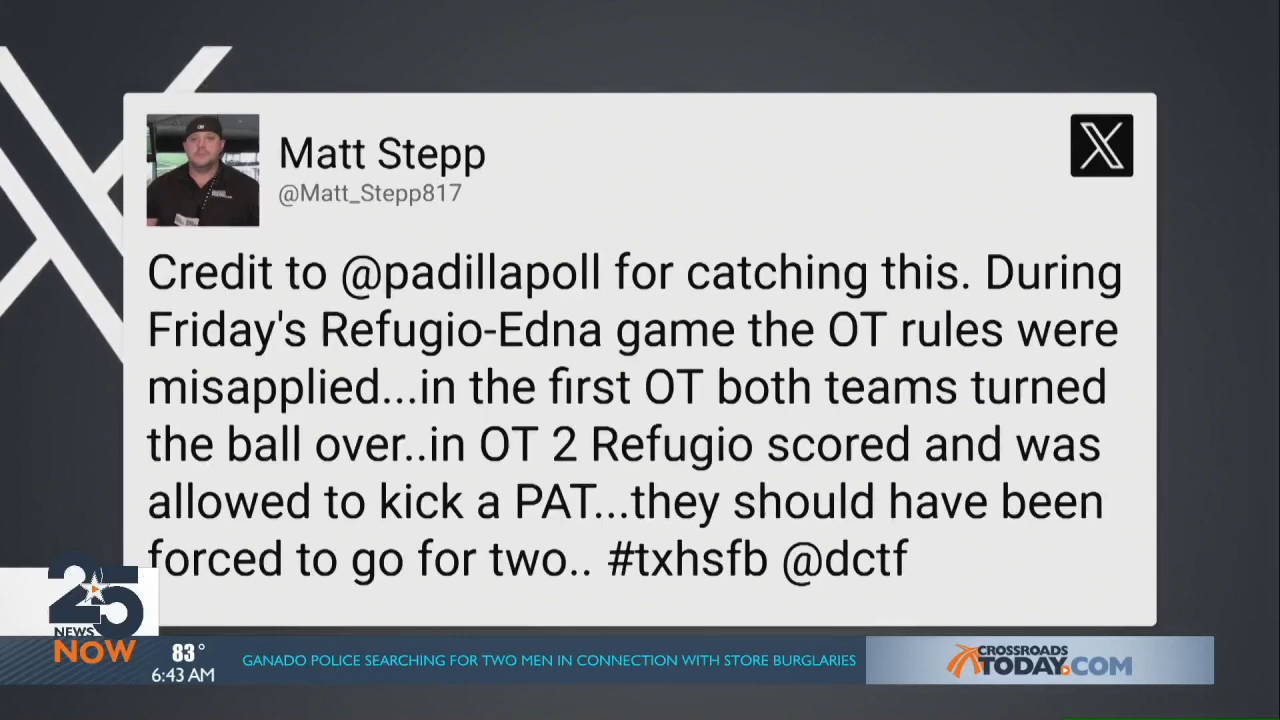 Matt Stepp
@Matt_Stepp817
Credit to @padillapoll for catching this. During
Friday's Refugio-Edna game the OT rules were
misapplied...in the first OT both teams turned
the ball over..in OT 2 Refugio scored and was
allowed to kick a PAT...they should have been
forced to go for two.. #txhsfb @dctf
25
NEWS
NOW
83°
6:43 AM
GANADO POLICE SEARCHING FOR TWO MEN IN CONNECTION WITH STORE BURGLARIES
CROSSROADS
TODAY.COM